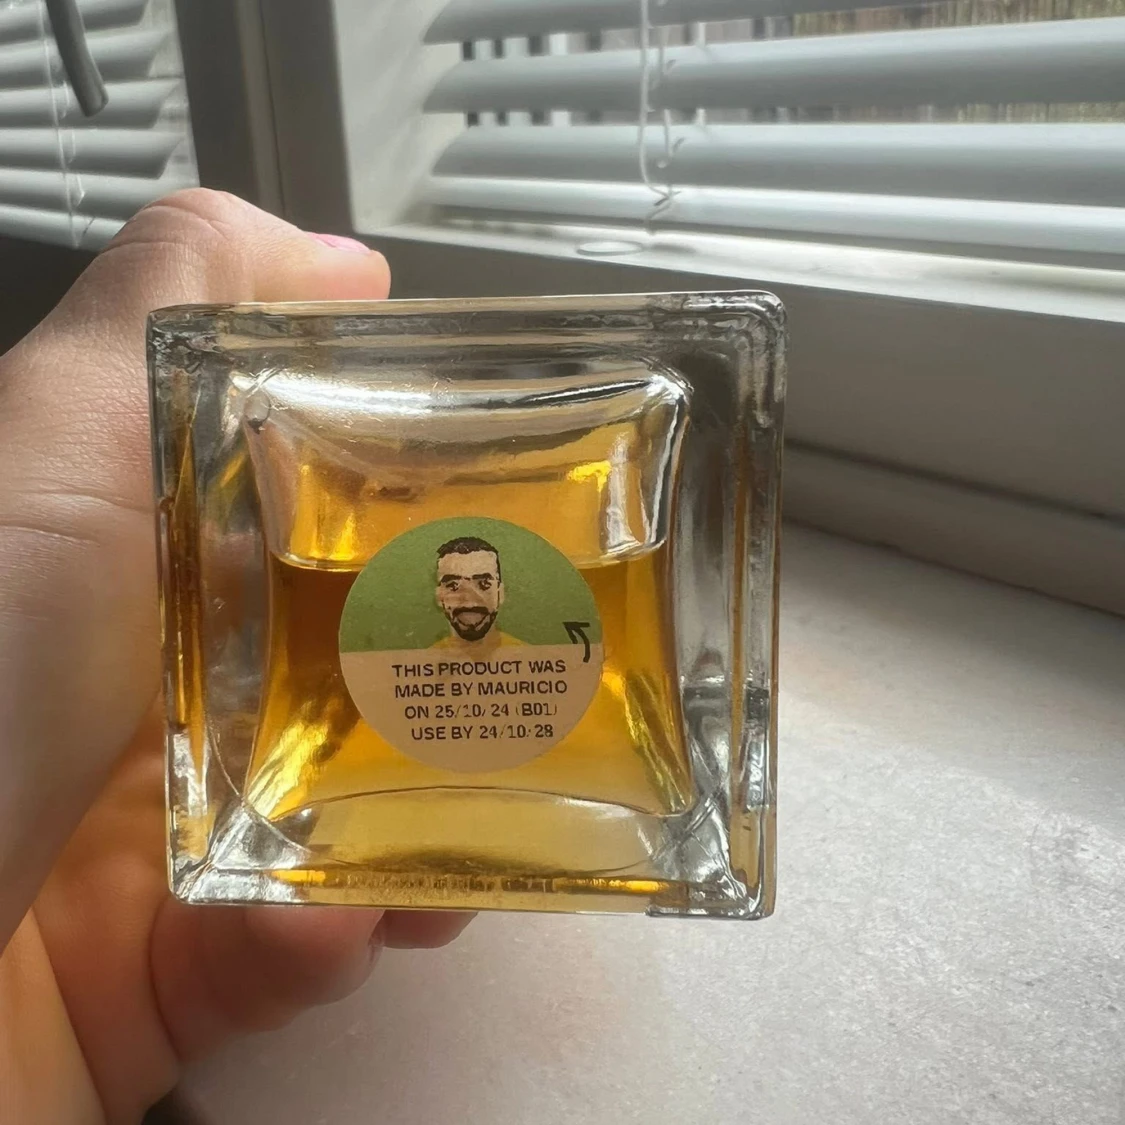 THIS PRODUCT WAS
MADE BY MAURICIO
ON 25/10/24 (B01)
USE BY 24/10/28